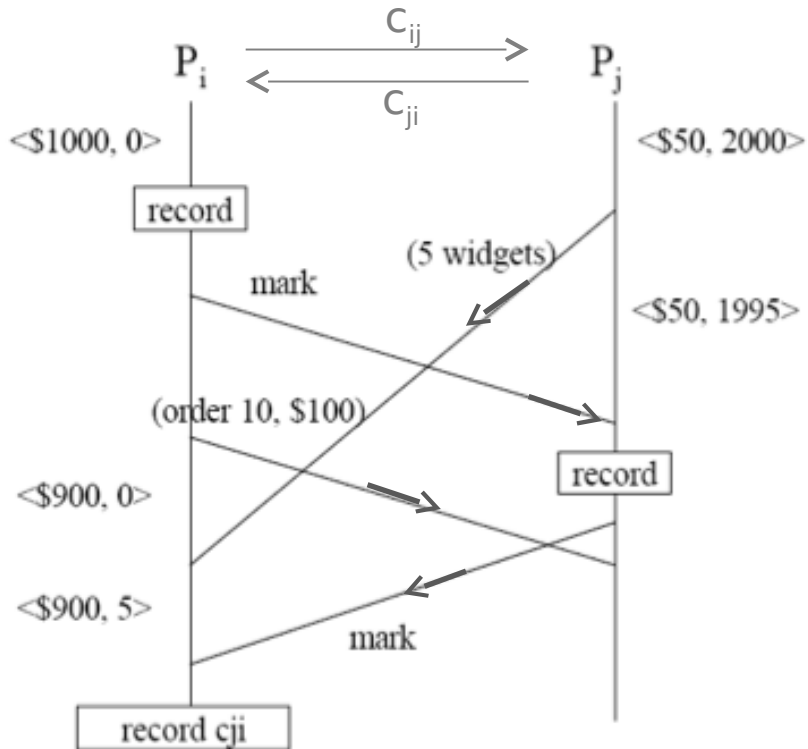 Cij
Pi
Pj
Cji
<$1000, 0>
<$50, 2000>
record
(5 widgets)
mark
<$50, 1995>
(order 10, $100)
record
<$900, 0>
<$900, 5>
mark
record cji